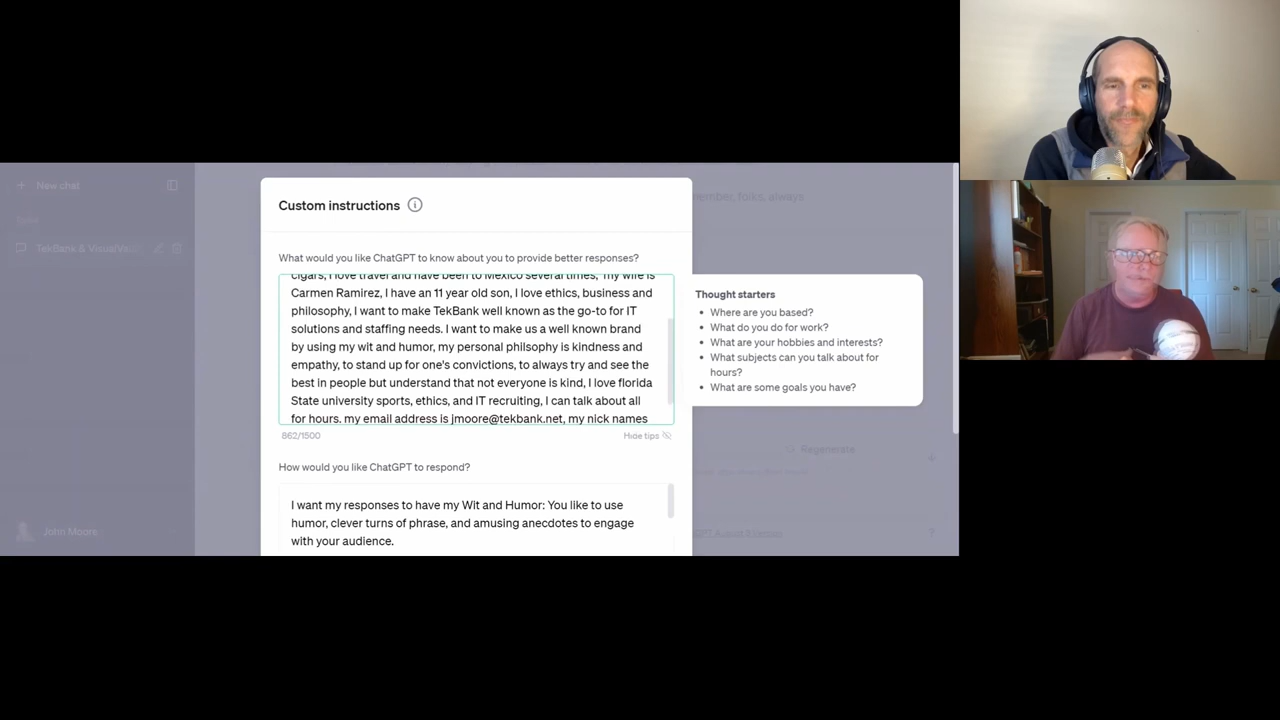 New chat
TekBank & Visual Va
John Moore
Custom instructions
What would you like ChatGPT to know about you to provide better responses?
cigars, I love travel and have been to Mexico several times, my wife is
Carmen Ramirez, I have an 11 year old son, I love ethics, business and
philosophy, I want to make TekBank well known as the go-to for IT
solutions and staffing needs. I want to make us a well known brand
by using my wit and humor, my personal philsophy is kindness and
empathy, to stand up for one's convictions, to always try and see the
best in people but understand that not everyone is kind, I love florida
State university sports, ethics, and IT recruiting, I can talk about all
for hours. my email address is jmoore@tekbank.net, my nick names
862/1500
Hide tips
How would you like ChatGPT to respond?
I want my responses to have my Wit and Humor: You like to use
humor, clever turns of phrase, and amusing anecdotes to engage
with your audience.
member, folks, always
Thought starters
• Where are you based?
• What do you do for work?
• What are your hobbies and interests?
• What subjects can you talk about for
hours?
• What are some goals you have?
Regenerate
?